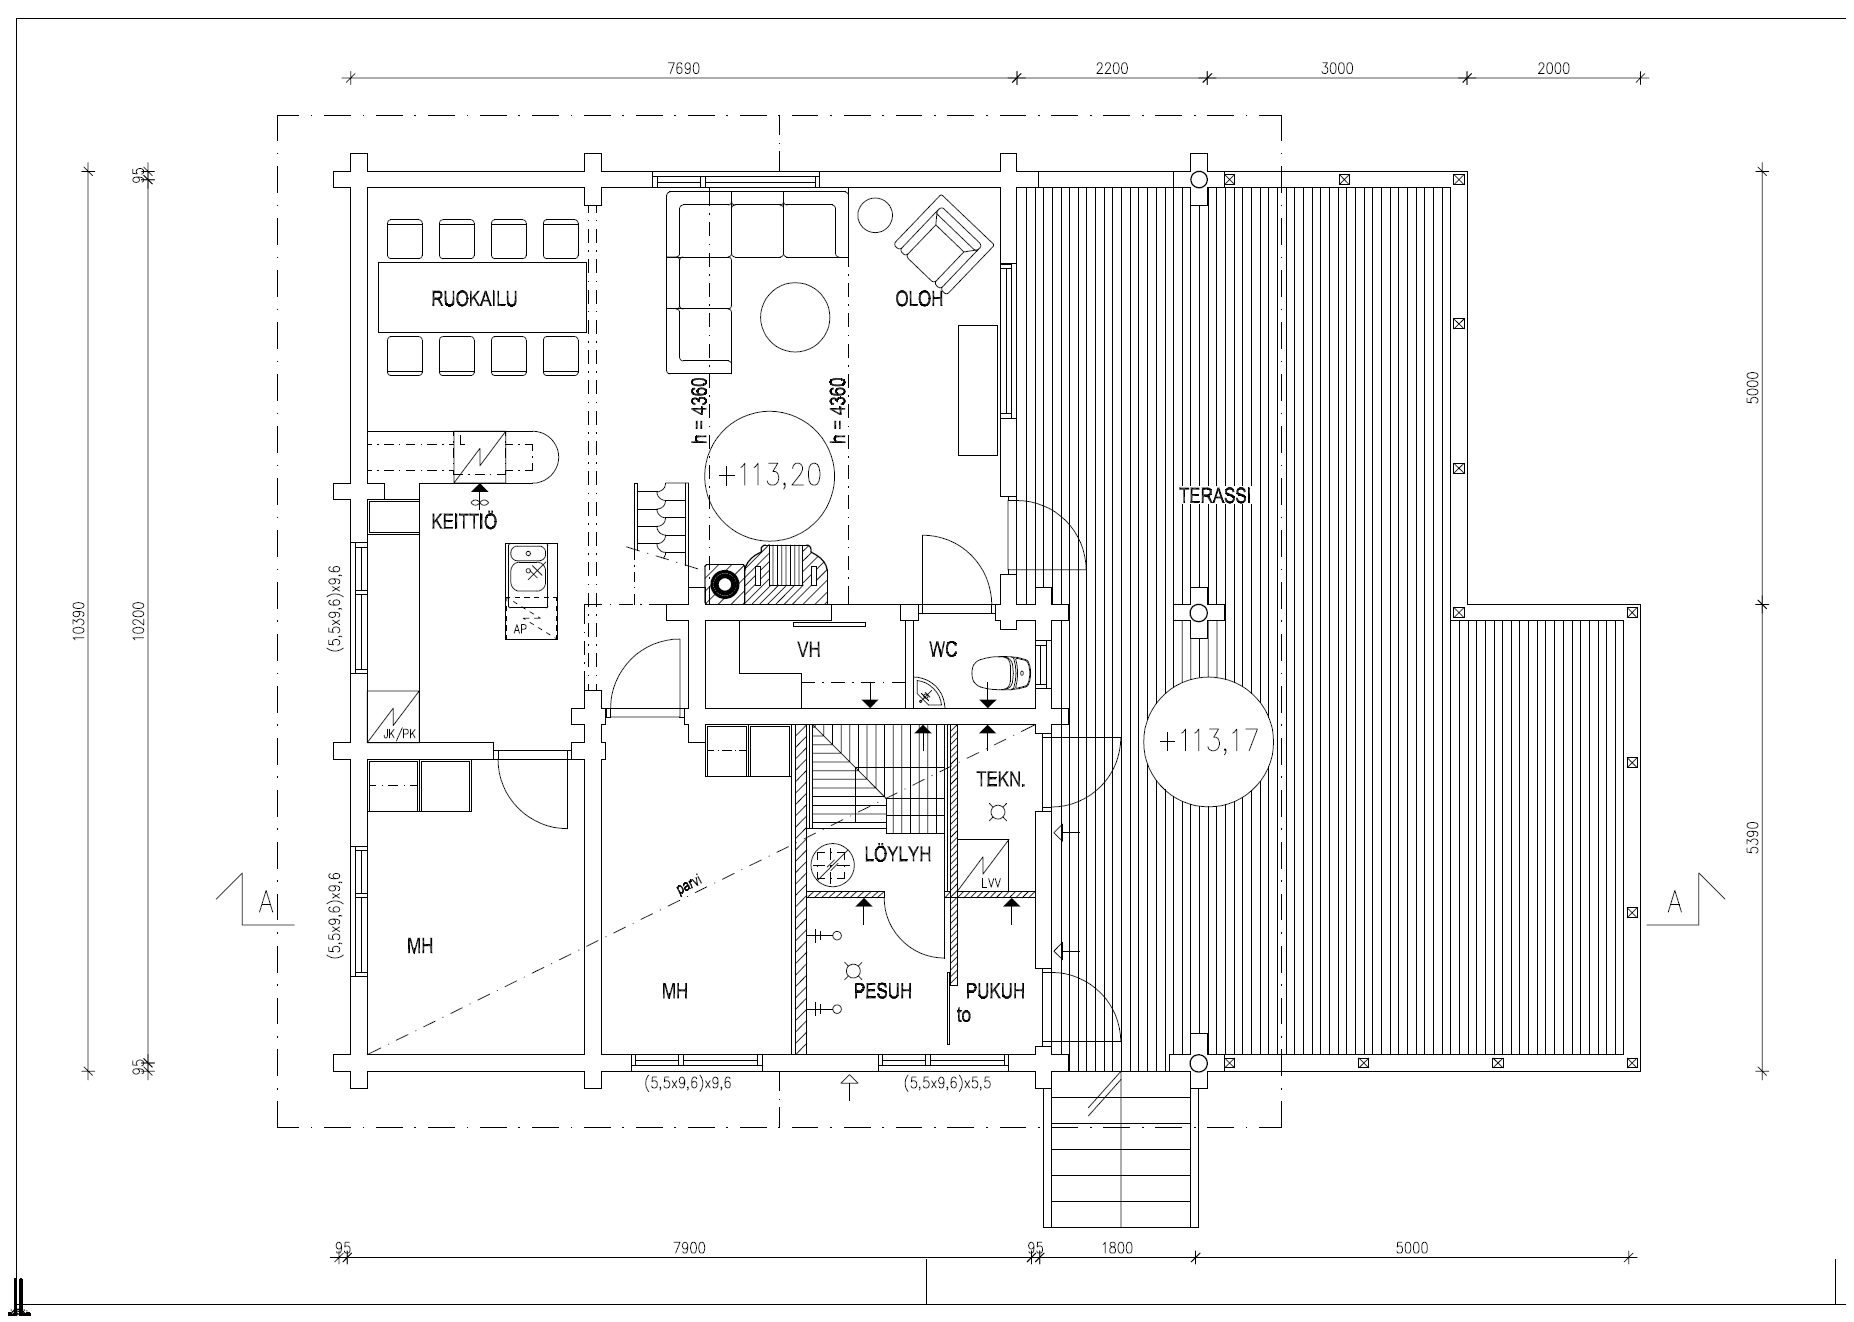 7690
2200
3000
2000
95
RUOKAILU
OLOH
h = 4360
h = 4360
5000
L
+113,20
TERASSI
KEITTIÖ
(5,5x9,6)x9,6
10390
10200
AP
VH
WC
JK/PK
+113,17
TEKN.
LÖYLYH
LVV
parvi
5390
A
A
(5,5x9,6)x9,6
MH
MH
PESUH
PUKUH
to
95
(5,5x9,6)x9,6
(5,5x9,6)x5,5
95
7900
95
1800
5000